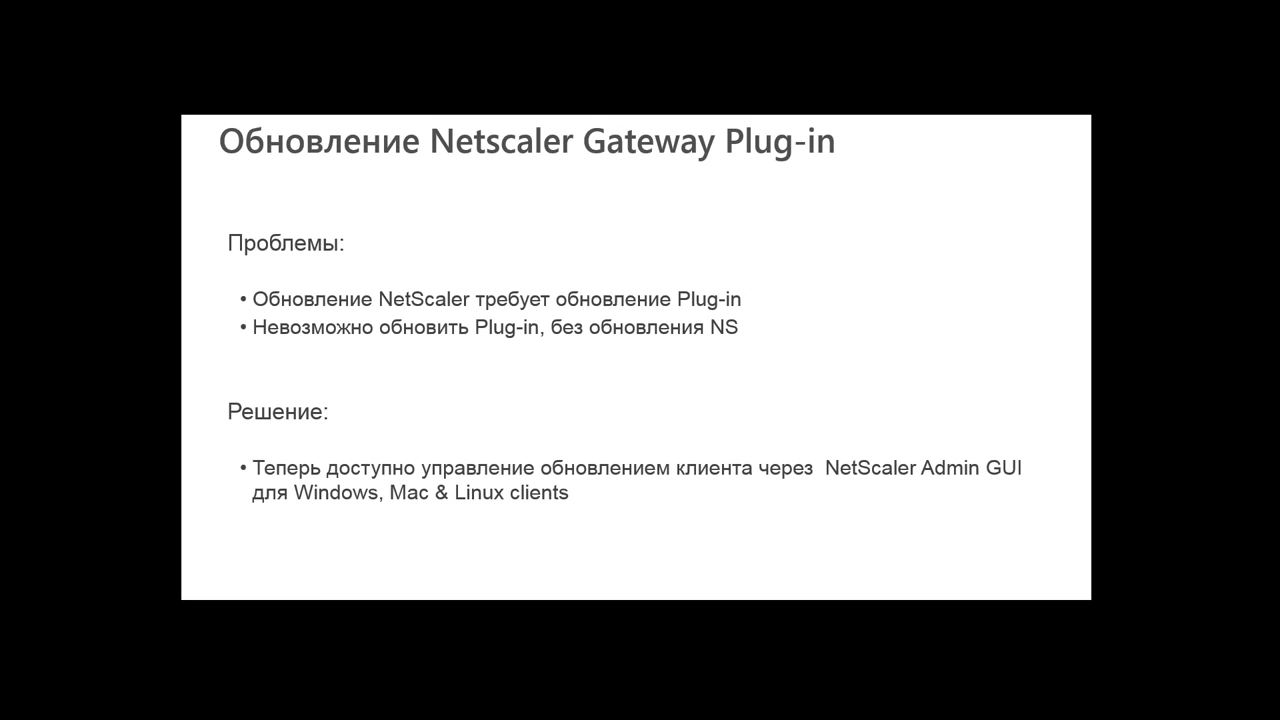 Обновление Netscaler Gateway Plug-in
Проблемы:
• Обновление NetScaler требует обновление Plug-in
• Невозможно обновить Plug-in, без обновления NS
Решение:
• Теперь доступно управление обновлением клиента через  NetScaler Admin GUI
для Windows, Mac & Linux clients